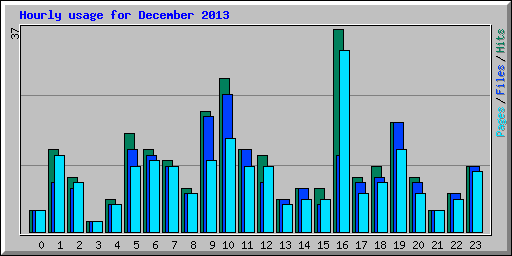 Hourly usage for December 2013
37
Pages / Files / Hits
0 1 2 3 4 5 6 7 8 9 10 11 12 13 14 15 16 17 18 19 20 21 22 23